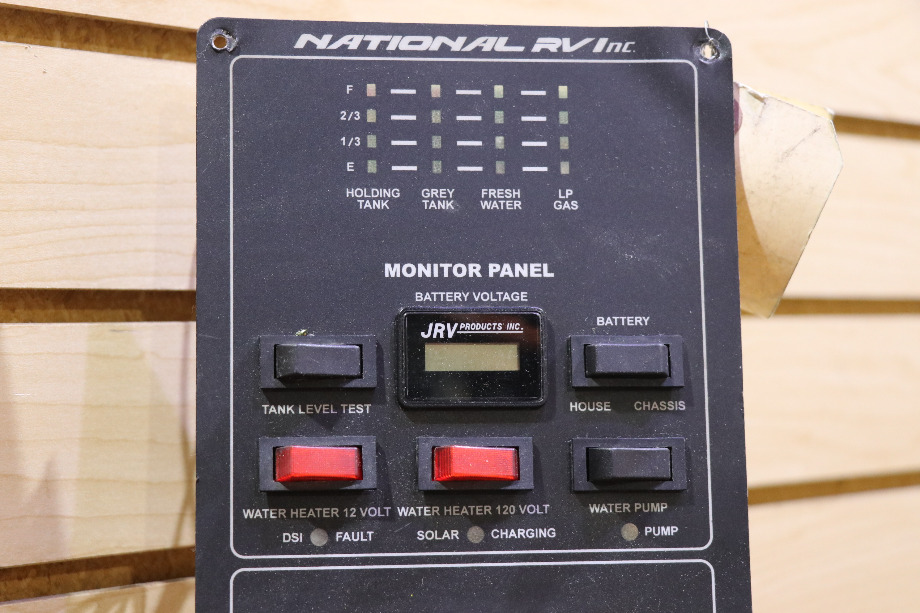 NATIONAL RV Inc.
F
2/3
1/3
E
HOLDING TANK
GREY TANK
FRESH WATER
LP GAS
MONITOR PANEL
BATTERY VOLTAGE
JRV PRODUCTS INC.
BATTERY
TANK LEVEL TEST
HOUSE CHASSIS
WATER HEATER 12 VOLT
WATER HEATER 120 VOLT
WATER PUMP
DSI FAULT
SOLAR CHARGING
PUMP